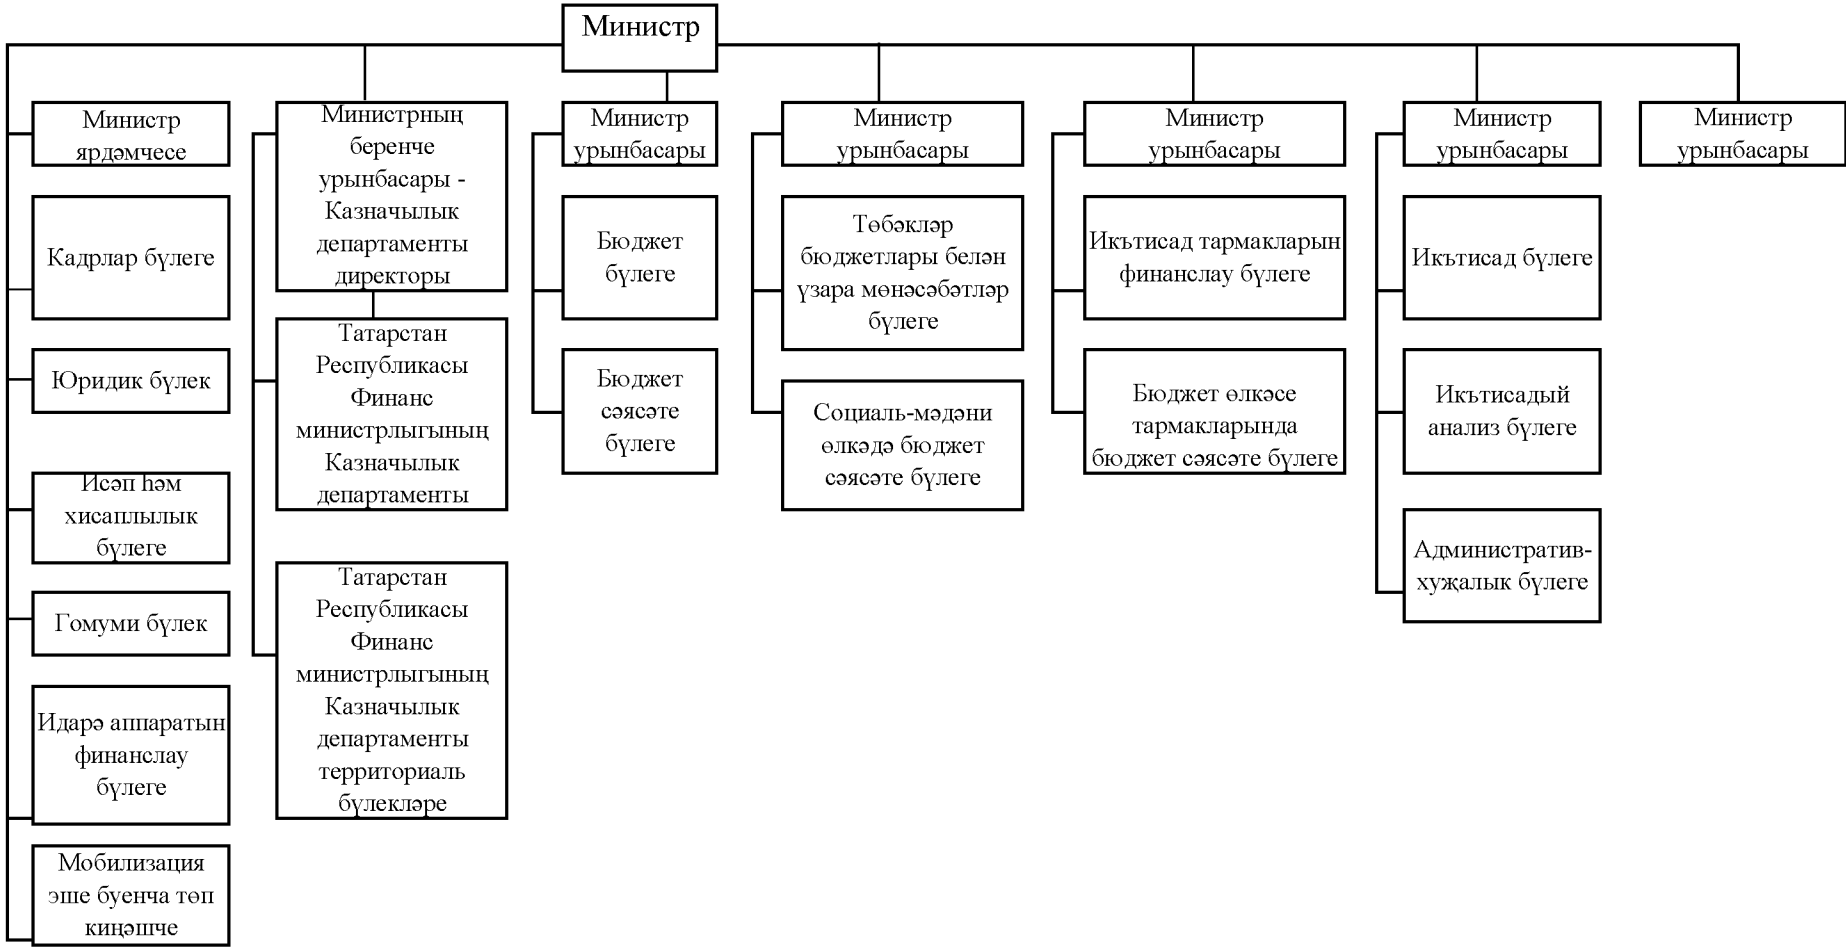 Министр
Министр
ярдәмчесе
Кадрлар бүлеге
Юридик бүлек
Исәп һәм
хисаплылык
бүлеге
Гомуми бүлек
Идарә аппаратын
финанслау
бүлеге
Мобилизация
эше буенча төп
киңәшче
Министрның
беренче
урынбасары -
Казначылык
департаменты
директоры
Татарстан
Республикасы
Финанс
министрлыгының
Казначылык
департаменты
Татарстан
Республикасы
Финанс
министрлыгының
Казначылык
департаменты
территориаль
бүлекләре
Министр
урынбасары
Бюджет
бүлеге
Бюджет
сәясәте
бүлеге
Министр
урынбасары
Төбәкләр
бюджетлары белән
үзара мөнәсәбәтләр
бүлеге
Социаль-мәдәни
өлкәдә бюджет
сәясәте бүлеге
Министр
урынбасары
Икътисад тармакларын
финанслау бүлеге
Бюджет өлкәсе
тармакларында
бюджет сәясәте бүлеге
Министр
урынбасары
Икътисад бүлеге
Икътисадый
анализ бүлеге
Административ-
хуҗалык бүлеге
Министр
урынбасары